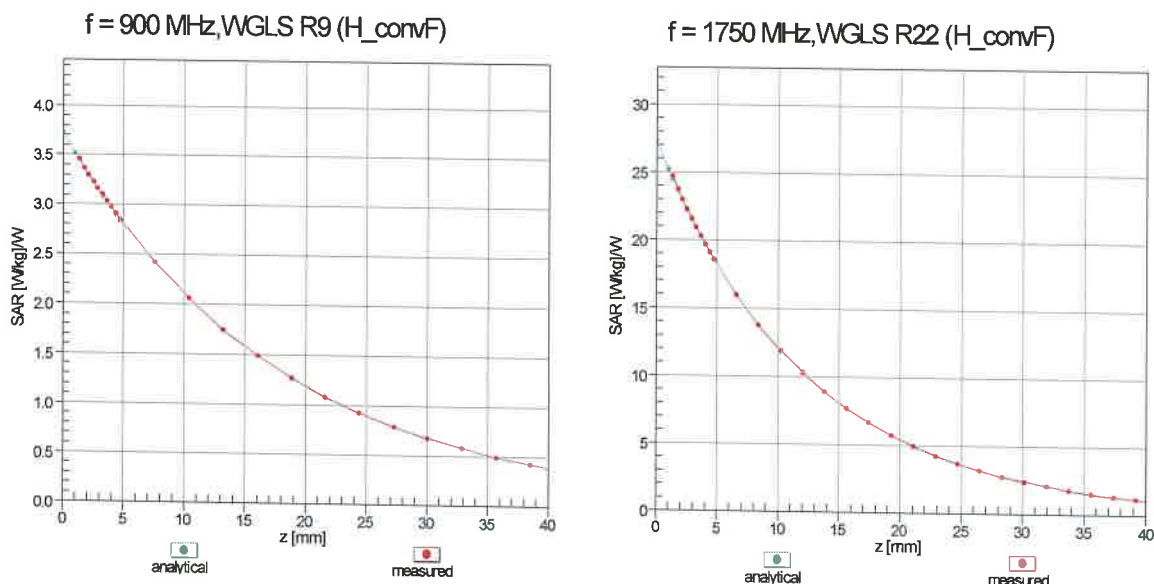 f = 900 MHz,WGLS R9 (H_convF)
SAR [W/kg]/W
4.0
3.5
3.0
2.5
2.0
1.5
1.0
0.5
0.0
0 5 10 15 20 25 30 35 40
z [mm]
analytical measured
f = 1750 MHz,WGLS R22 (H_convF)
SAR [W/kg]/W
30
25
20
15
10
5
0
0 5 10 15 20 25 30 35 40
z [mm]
analytical measured